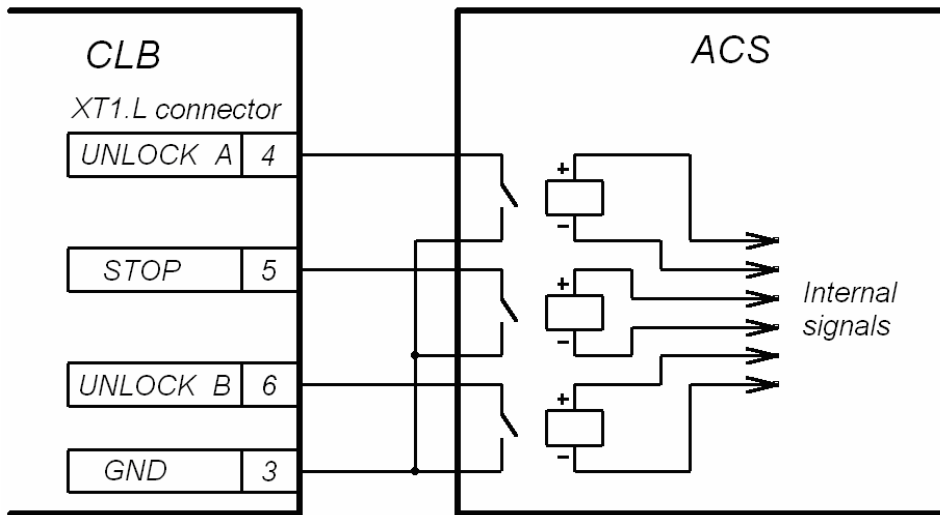 CLB
XT1.L connector
UNLOCK A 4
STOP 5
UNLOCK B 6
GND 3
ACS
+
−
+
−
+
−
Internal
signals